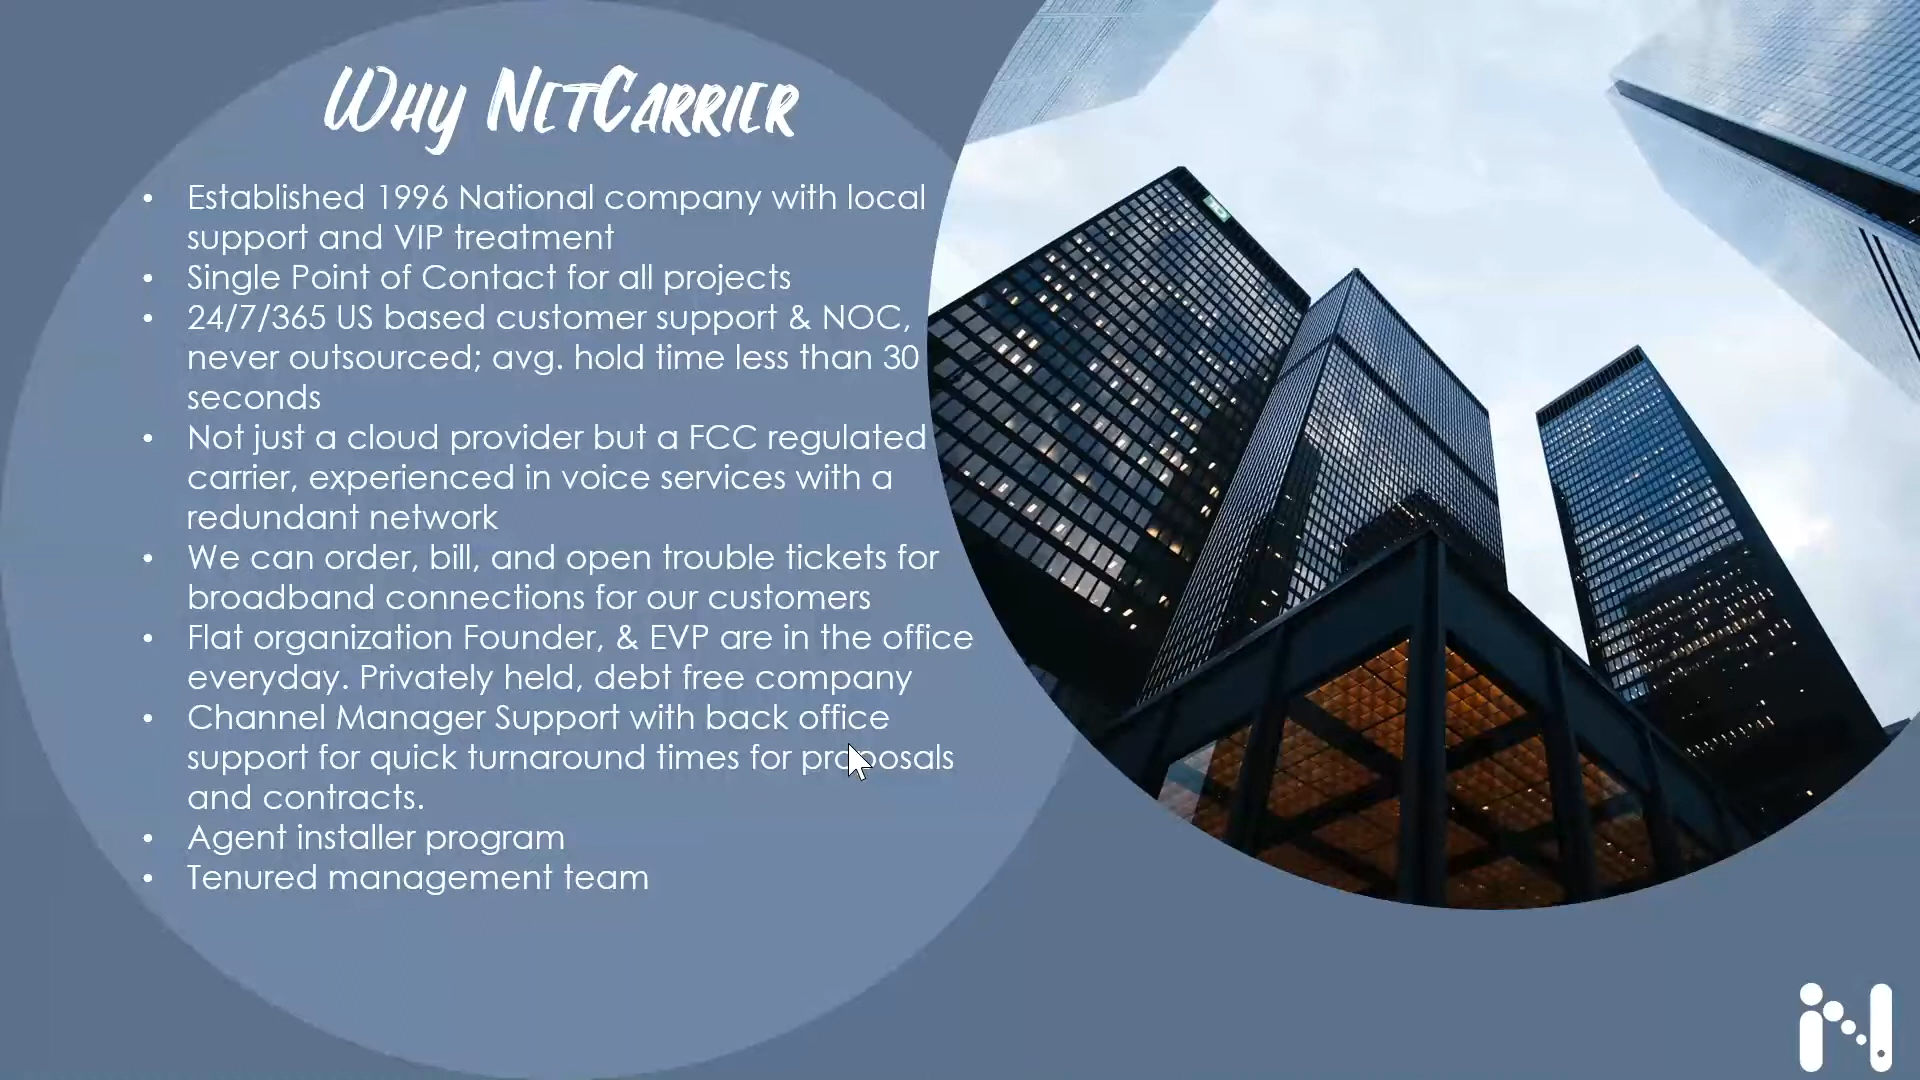 Why NetCarrier
• Established 1996 National company with local
support and VIP treatment
• Single Point of Contact for all projects
• 24/7/365 US based customer support & NOC,
never outsourced; avg. hold time less than 30
seconds
• Not just a cloud provider but a FCC regulated
carrier, experienced in voice services with a
redundant network
• We can order, bill, and open trouble tickets for
broadband connections for our customers
• Flat organization Founder, & EVP are in the office
everyday. Privately held, debt free company
• Channel Manager Support with back office
support for quick turnaround times for proposals
and contracts.
• Agent installer program
• Tenured management team